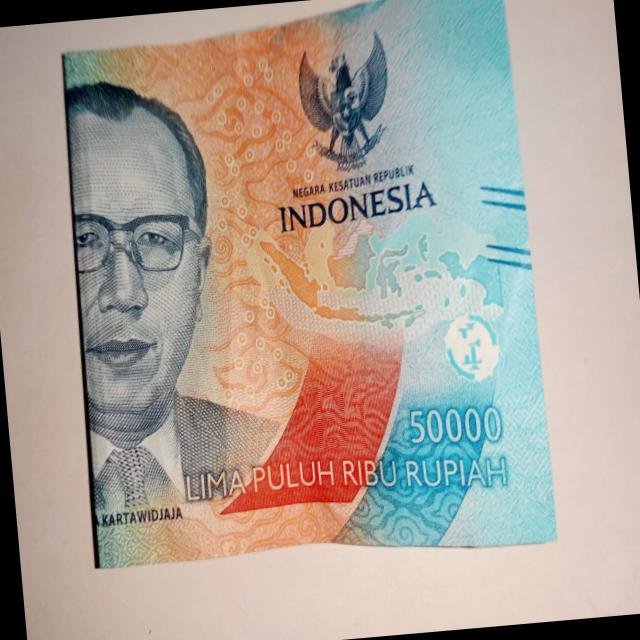 NEGARA KESATUAN REPUBLIK
INDONESIA
50000
LIMA PULUH RIBU RUPIAH
KARTAWIDJAJA